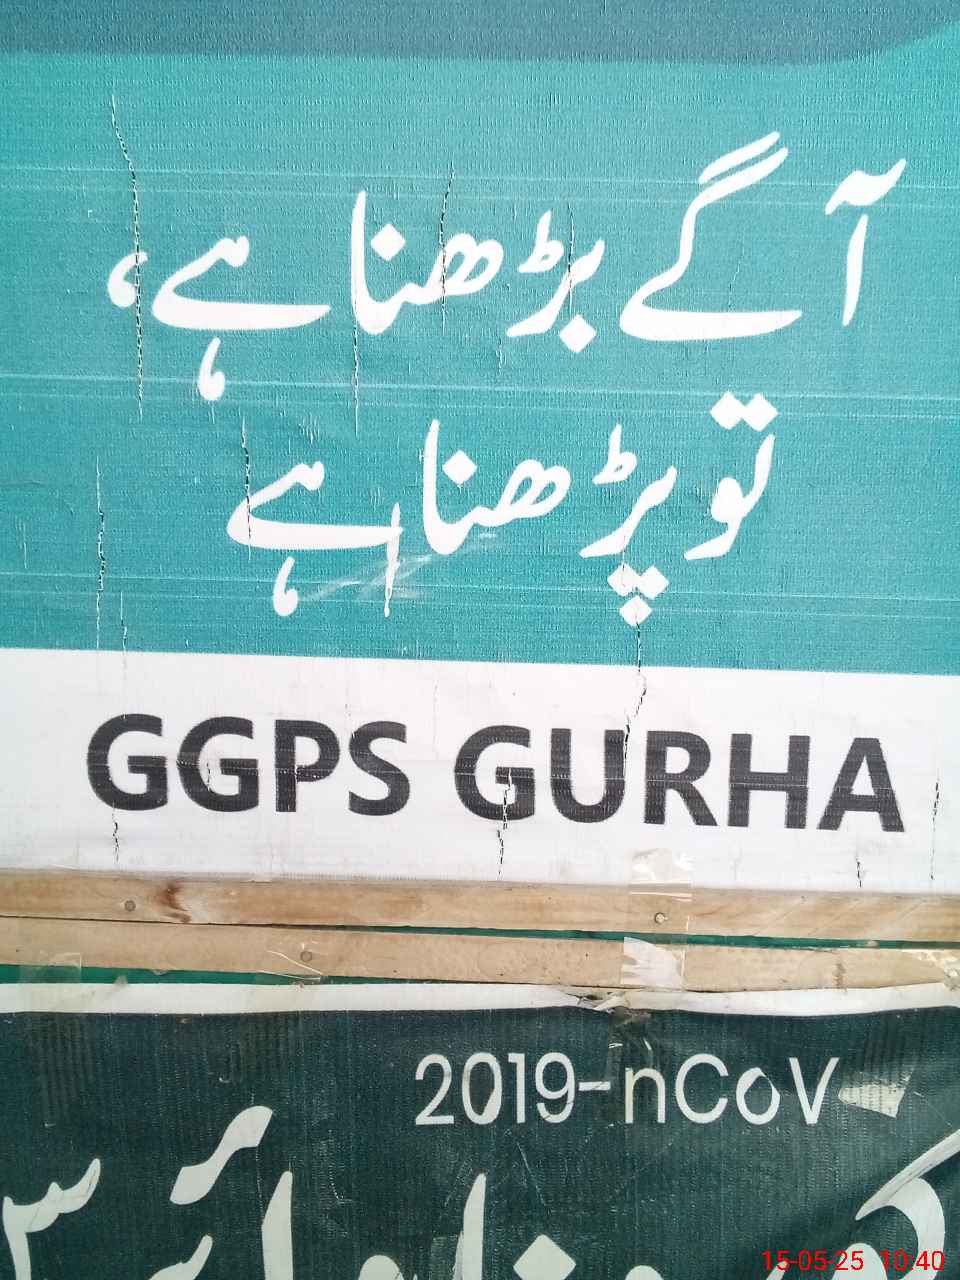 آگے بڑھنا ہے،
تو پڑھنا ہے
GGPS GURHA
2019-nCoV
15-05-25 10:40